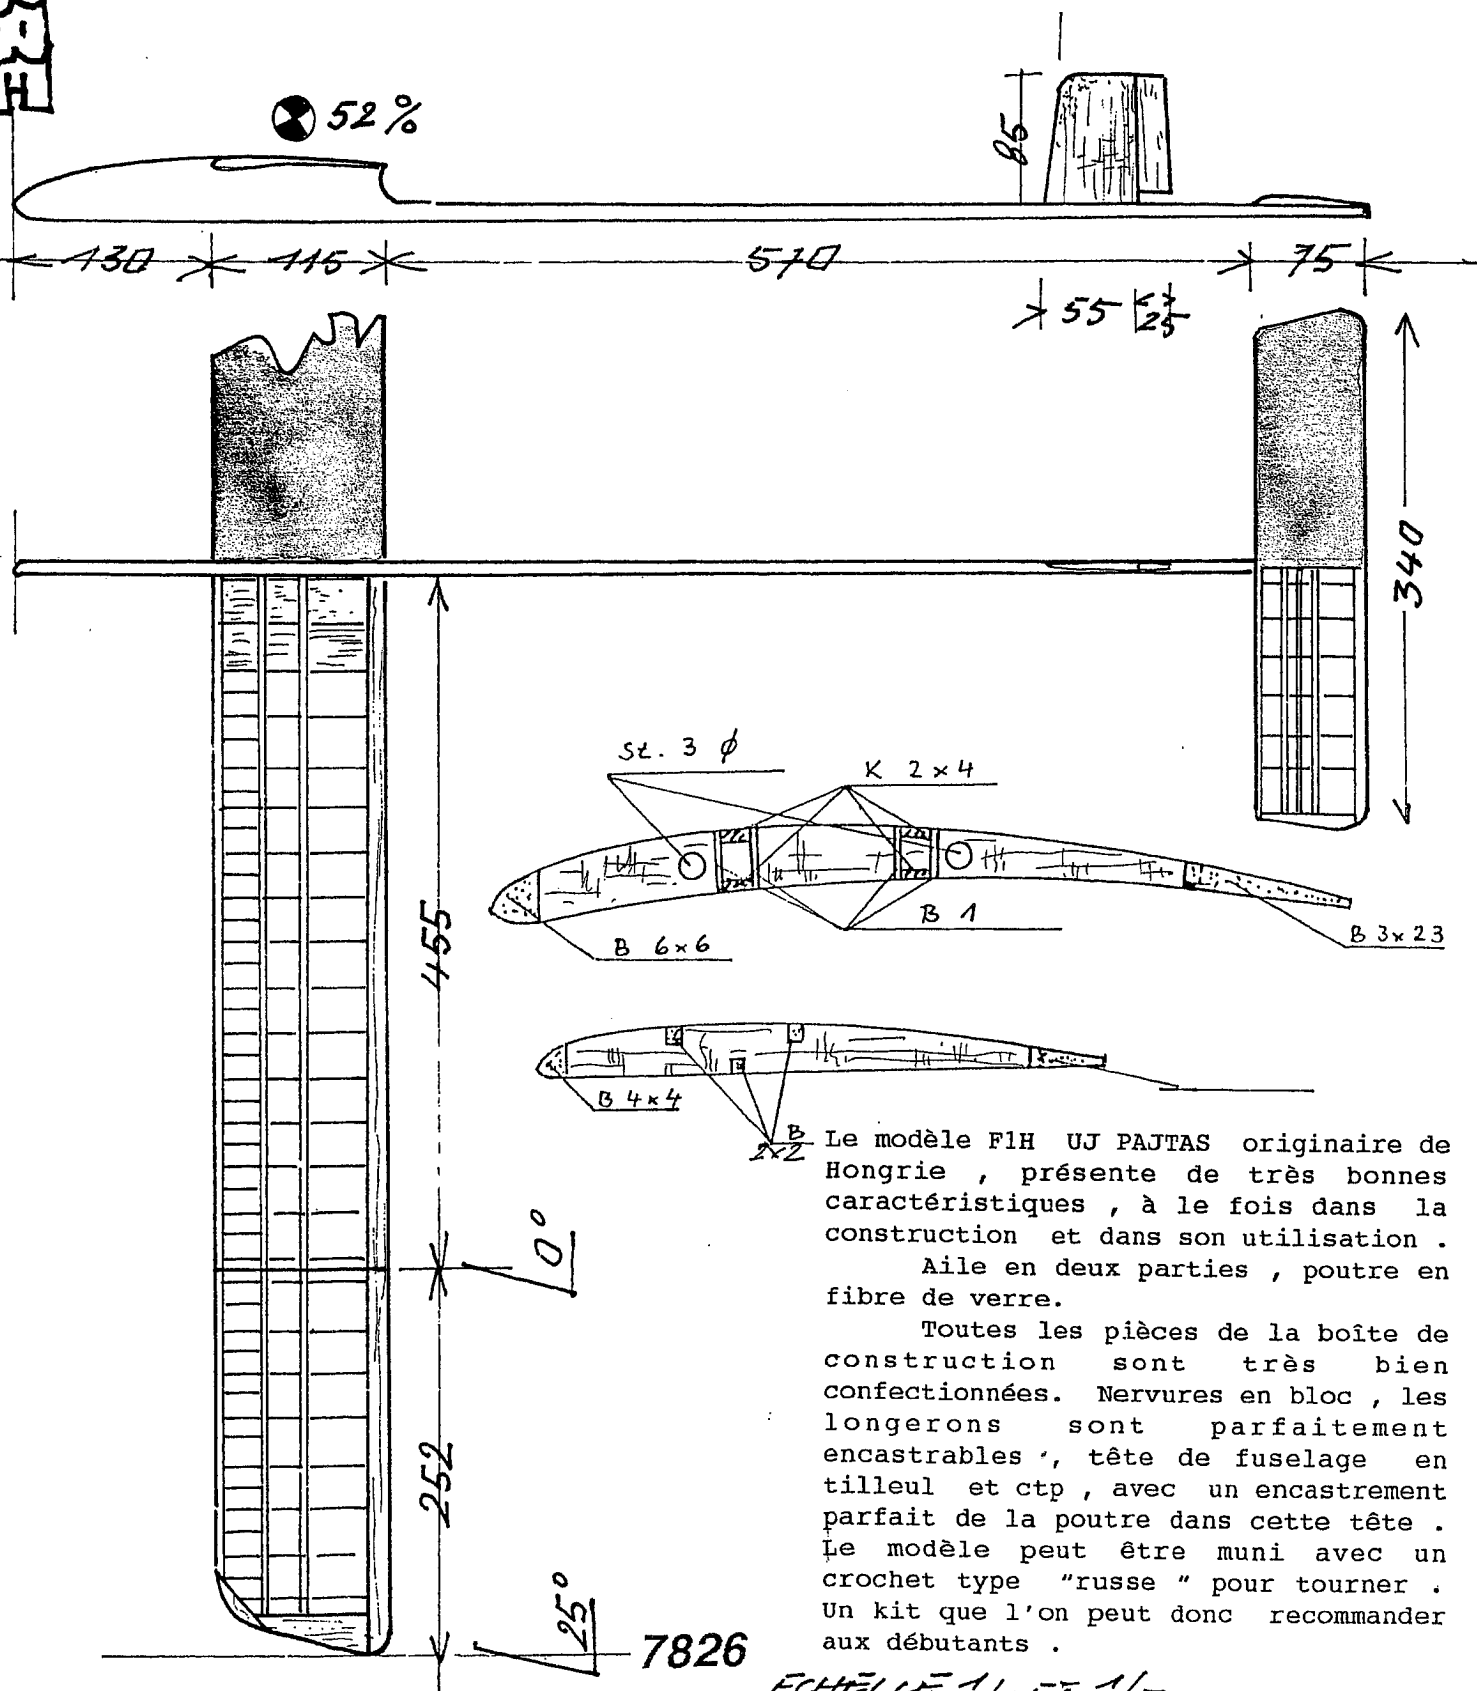 52 %
85
130
115
570
75
55
25
340
St. 3 ⌀
K 2×4
455
B 1
B 6×6
B 3×23
B 4×4
B
2×2
Le modèle F1H UJ PAJTAS originaire de
Hongrie , présente de très bonnes
caractéristiques , à le fois dans la
construction et dans son utilisation .
Aile en deux parties , poutre en
fibre de verre.
Toutes les pièces de la boîte de
construction sont très bien
confectionnées. Nervures en bloc , les
longerons sont parfaitement
encastrables , tête de fuselage en
tilleul et ctp , avec un encastrement
parfait de la poutre dans cette tête .
Le modèle peut être muni avec un
crochet type "russe " pour tourner .
Un kit que l'on peut donc recommander
aux débutants .
0°
252
25°
7826